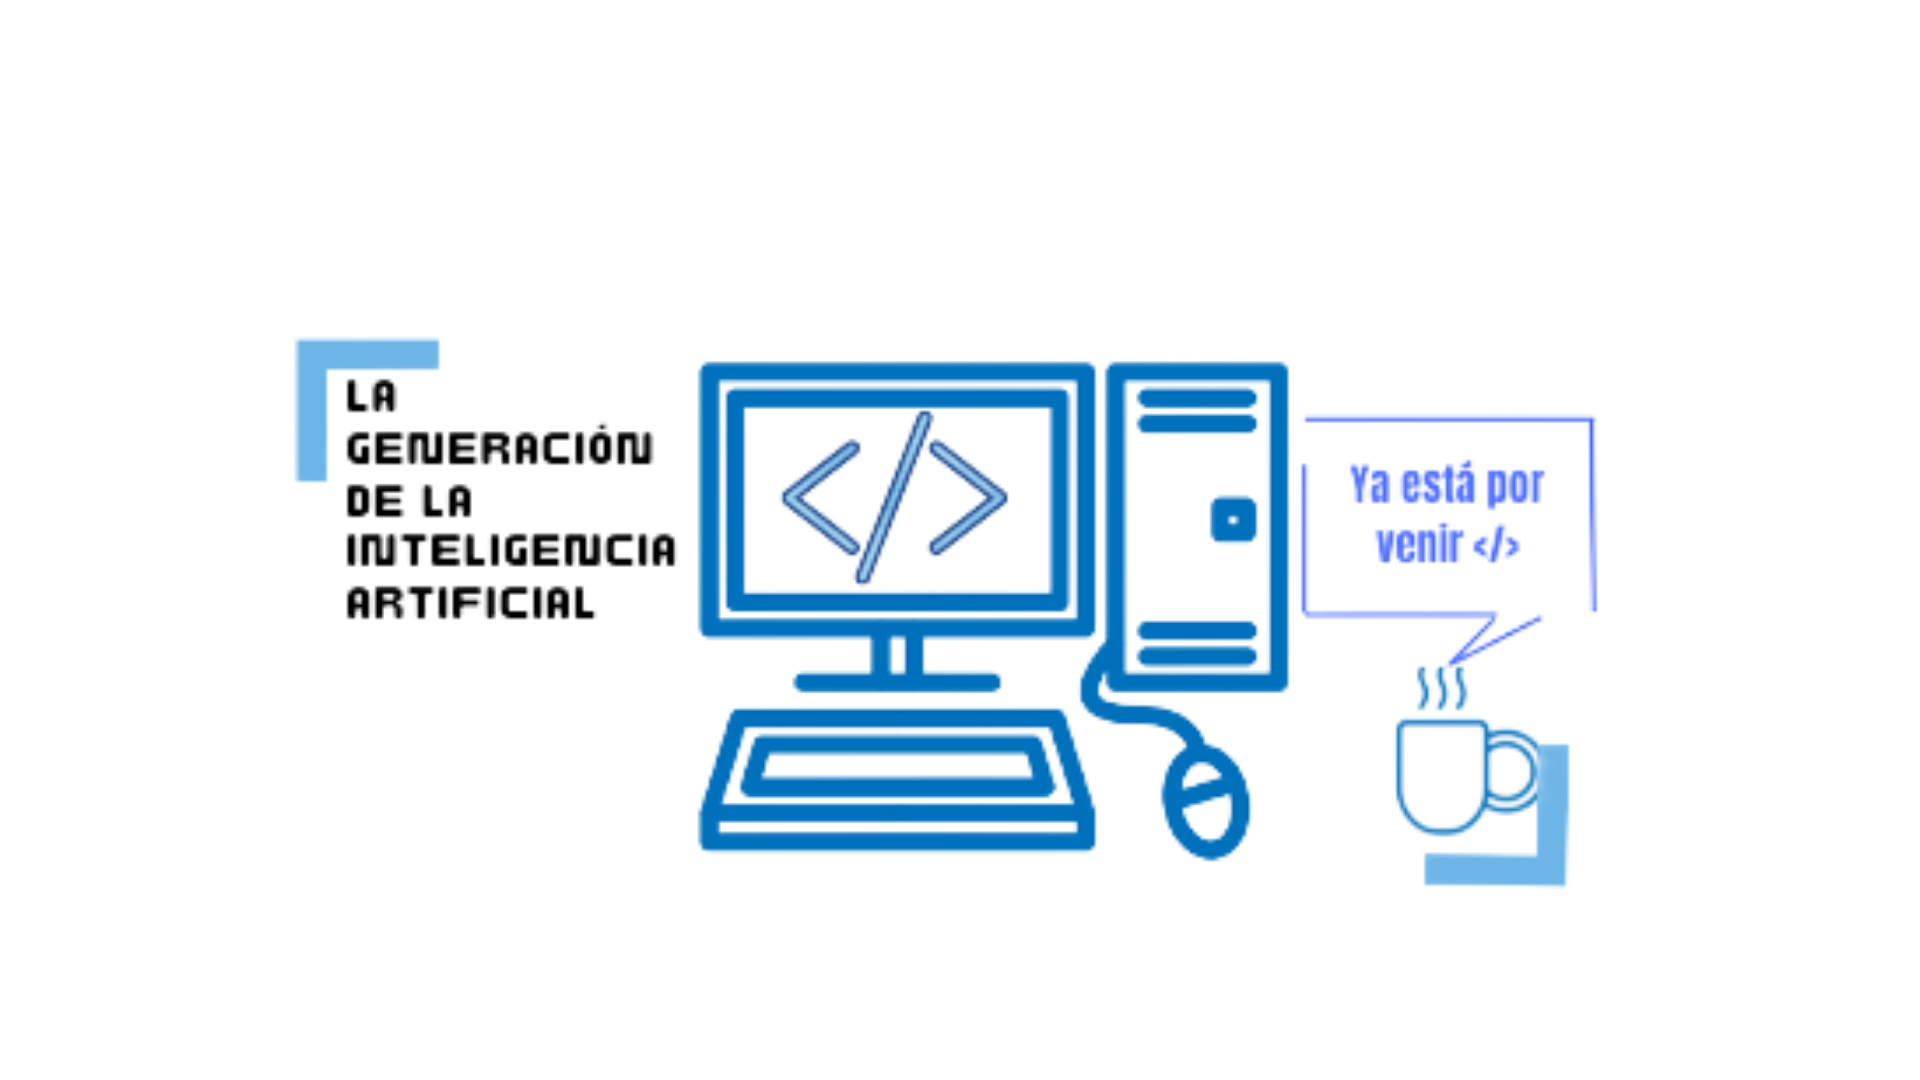 LA
GENERACIÓN
DE LA
INTELIGENCIA
ARTIFICIAL
</>
Ya está por
venir </>